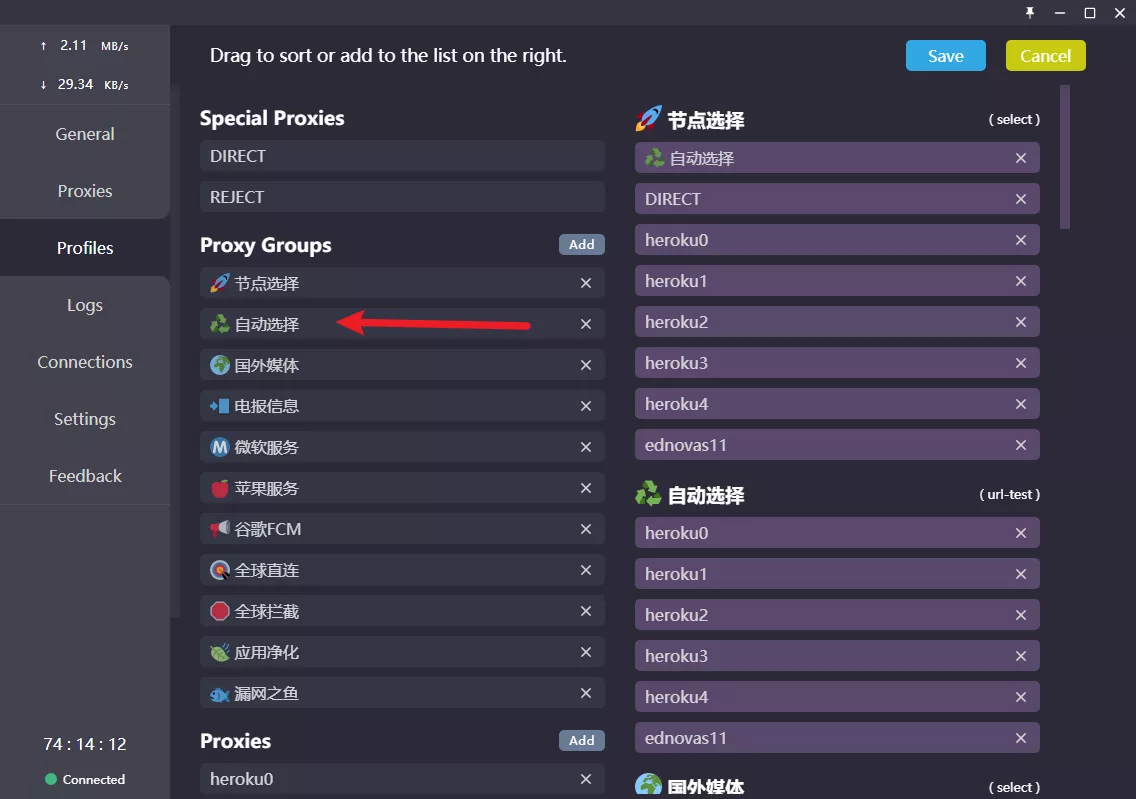 ↑ 2.11 MB/s
↓ 29.34 KB/s
General
Proxies
Profiles
Logs
Connections
Settings
Feedback
74 : 14 : 12
Connected
Drag to sort or add to the list on the right.
Save
Cancel
Special Proxies
DIRECT
REJECT
Proxy Groups
Add
节点选择
自动选择
国外媒体
电报信息
M 微软服务
苹果服务
谷歌FCM
全球直连
全球拦截
应用净化
漏网之鱼
Proxies
Add
heroku0
节点选择 ( select )
自动选择
DIRECT
heroku0
heroku1
heroku2
heroku3
heroku4
ednovas11
自动选择 ( url-test )
heroku0
heroku1
heroku2
heroku3
heroku4
ednovas11
国外媒体 ( select )